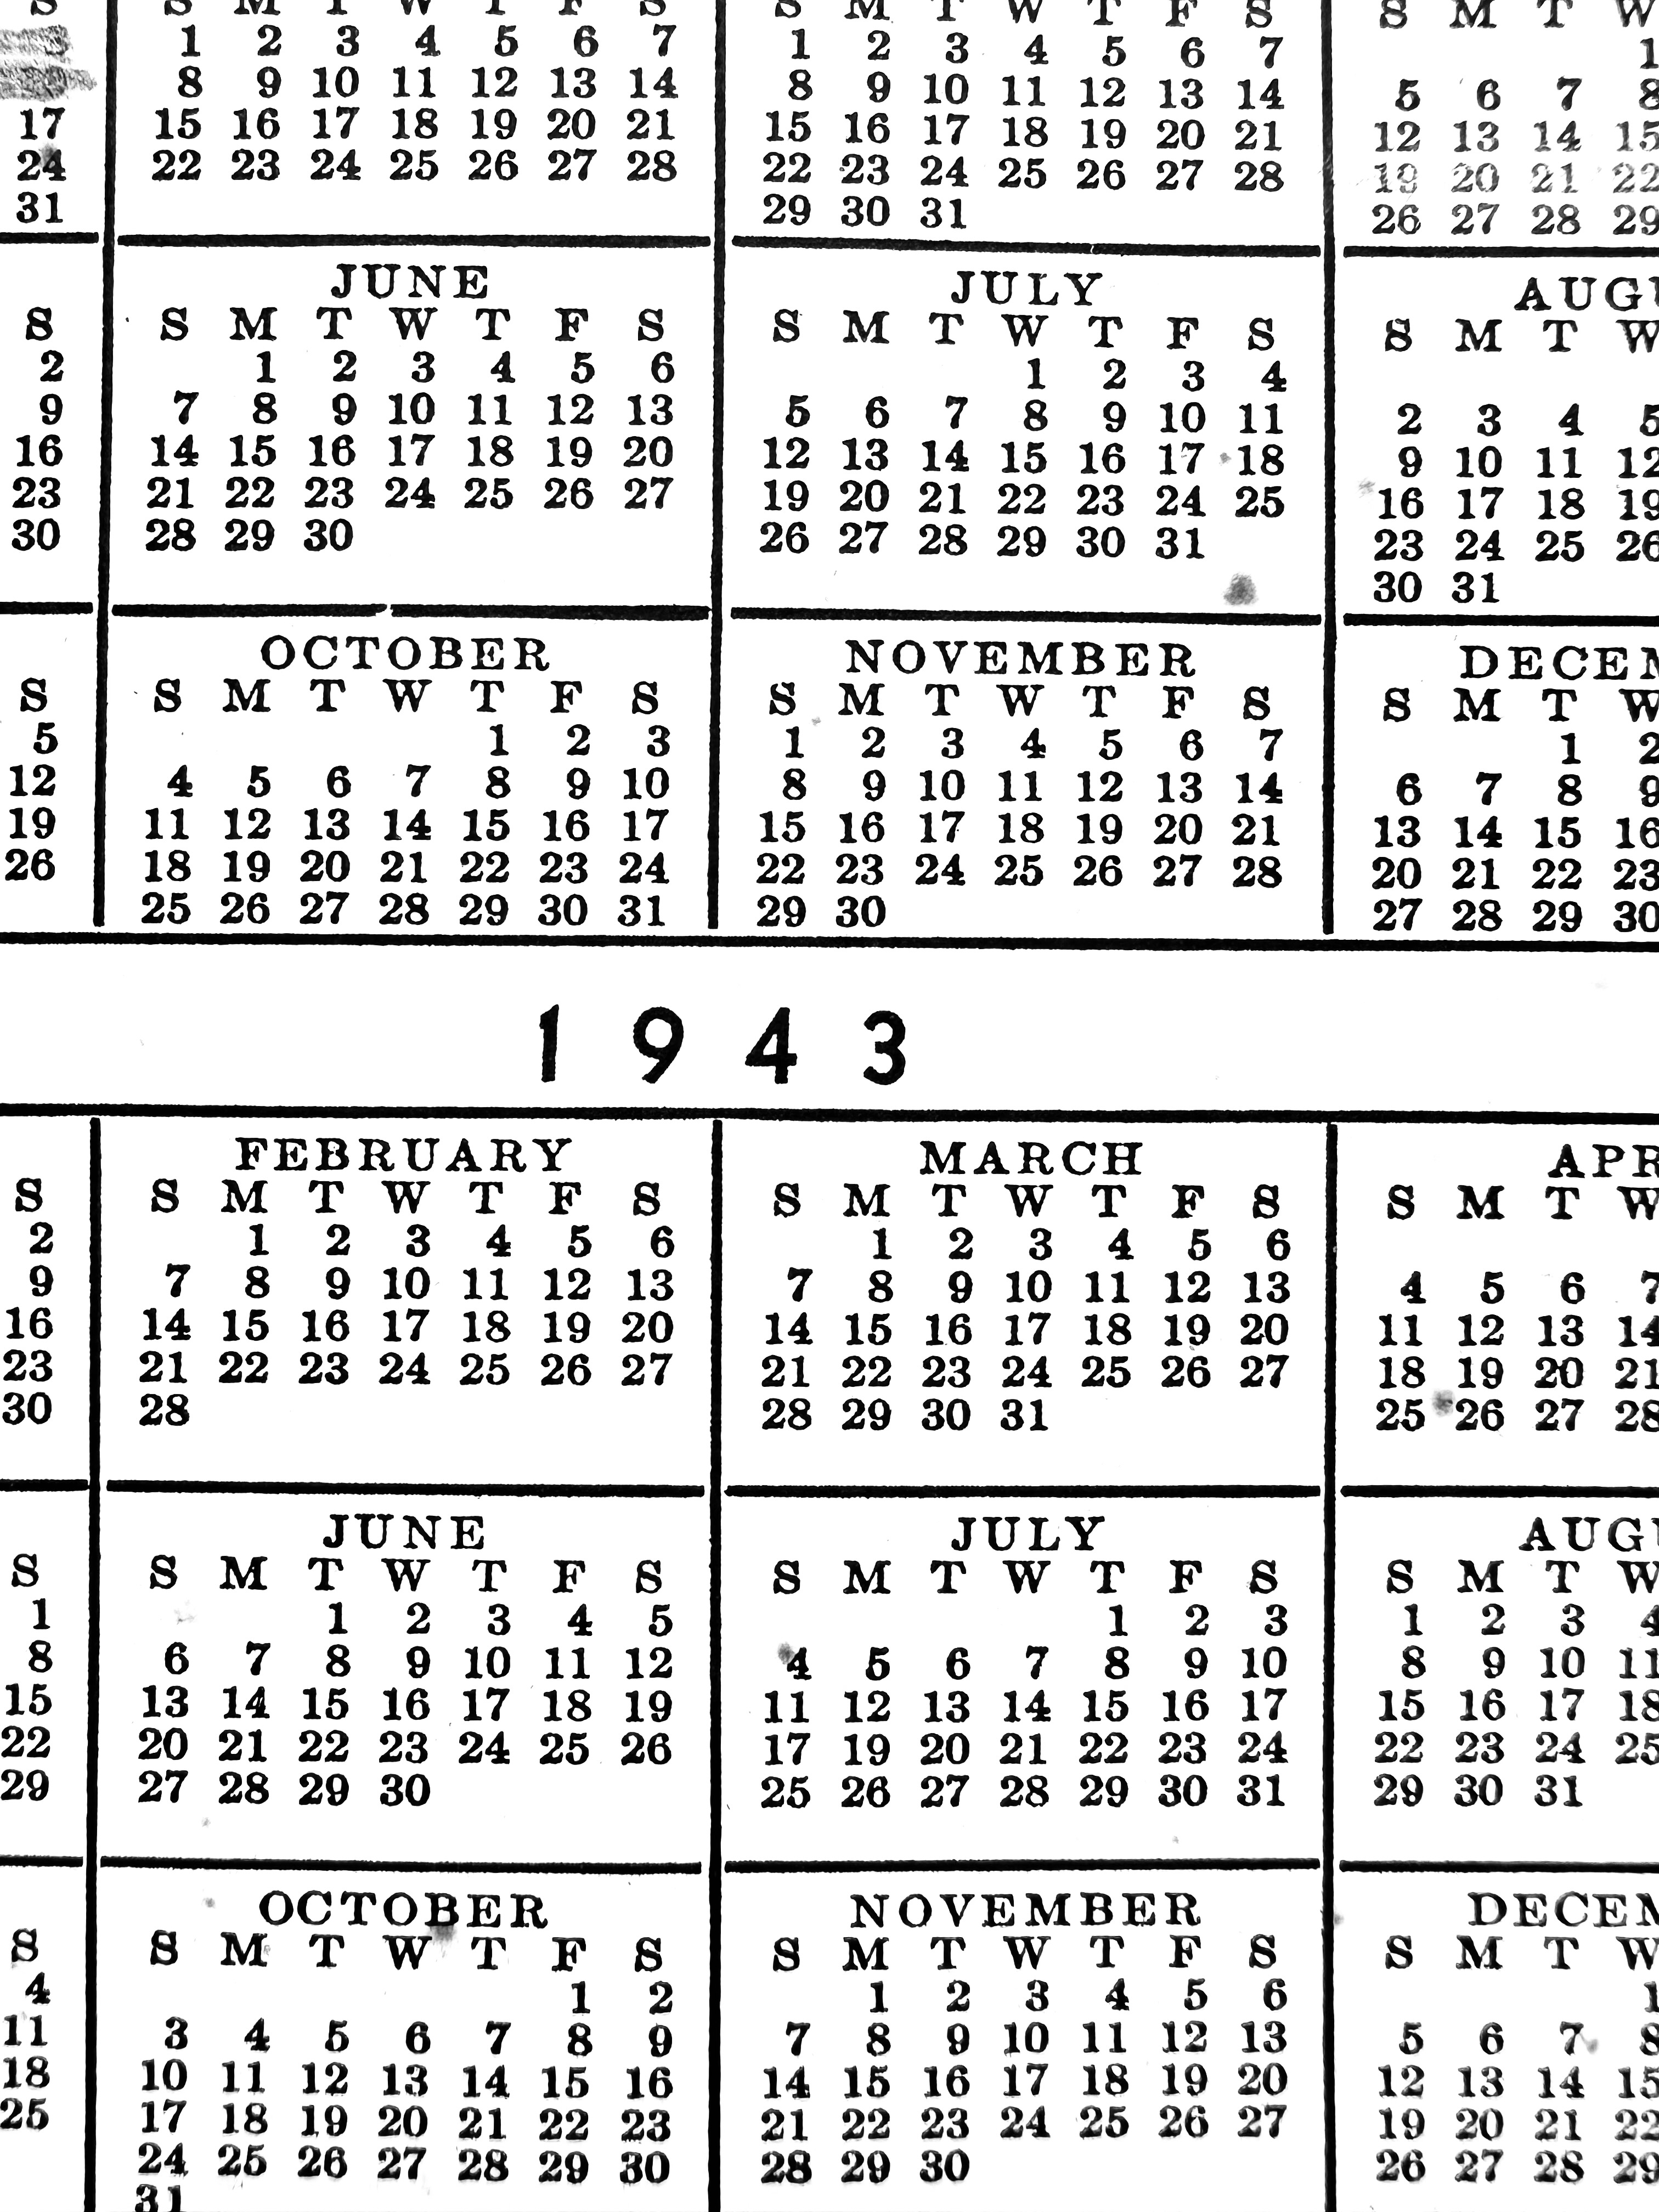 S
17
24
31
S M T W T F S
1 2 3 4 5 6 7
8 9 10 11 12 13 14
15 16 17 18 19 20 21
22 23 24 25 26 27 28
S M T W T F S
1 2 3 4 5 6 7
8 9 10 11 12 13 14
15 16 17 18 19 20 21
22 23 24 25 26 27 28
29 30 31
S M T W
1
5 6 7 8
12 13 14 15
19 20 21 22
26 27 28 29
S
2
9
16
23
30
JUNE
S M T W T F S
1 2 3 4 5 6
7 8 9 10 11 12 13
14 15 16 17 18 19 20
21 22 23 24 25 26 27
28 29 30
JULY
S M T W T F S
1 2 3 4
5 6 7 8 9 10 11
12 13 14 15 16 17 18
19 20 21 22 23 24 25
26 27 28 29 30 31
AUGU
S M T W
2 3 4 5
9 10 11 12
16 17 18 19
23 24 25 26
30 31
S
5
12
19
26
OCTOBER
S M T W T F S
1 2 3
4 5 6 7 8 9 10
11 12 13 14 15 16 17
18 19 20 21 22 23 24
25 26 27 28 29 30 31
NOVEMBER
S M T W T F S
1 2 3 4 5 6 7
8 9 10 11 12 13 14
15 16 17 18 19 20 21
22 23 24 25 26 27 28
29 30
DECEM
S M T W
1 2
6 7 8 9
13 14 15 16
20 21 22 23
27 28 29 30
1943
S
2
9
16
23
30
FEBRUARY
S M T W T F S
1 2 3 4 5 6
7 8 9 10 11 12 13
14 15 16 17 18 19 20
21 22 23 24 25 26 27
28
MARCH
S M T W T F S
1 2 3 4 5 6
7 8 9 10 11 12 13
14 15 16 17 18 19 20
21 22 23 24 25 26 27
28 29 30 31
APR
S M T W
4 5 6 7
11 12 13 14
18 19 20 21
25 26 27 28
S
1
8
15
22
29
JUNE
S M T W T F S
1 2 3 4 5
6 7 8 9 10 11 12
13 14 15 16 17 18 19
20 21 22 23 24 25 26
27 28 29 30
JULY
S M T W T F S
1 2 3
4 5 6 7 8 9 10
11 12 13 14 15 16 17
17 19 20 21 22 23 24
25 26 27 28 29 30 31
AUGU
S M T W
1 2 3 4
8 9 10 11
15 16 17 18
22 23 24 25
29 30 31
S
4
11
18
25
OCTOBER
S M T W T F S
1 2
3 4 5 6 7 8 9
10 11 12 13 14 15 16
17 18 19 20 21 22 23
24 25 26 27 28 29 30
31
NOVEMBER
S M T W T F S
1 2 3 4 5 6
7 8 9 10 11 12 13
14 15 16 17 18 19 20
21 22 23 24 25 26 27
28 29 30
DECEM
S M T W
1
5 6 7 8
12 13 14 15
19 20 21 22
26 27 28 29